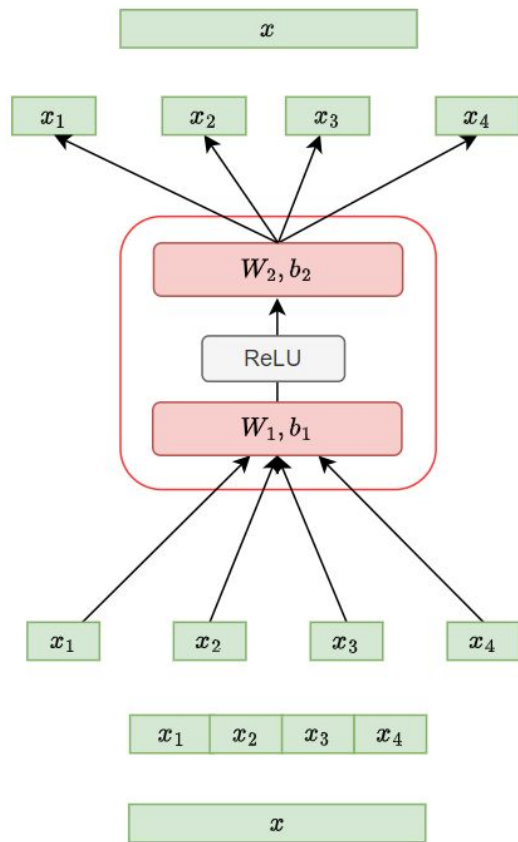 x
x₁ x₂ x₃ x₄
W₂, b₂
ReLU
W₁, b₁
x₁ x₂ x₃ x₄
x₁ x₂ x₃ x₄
x